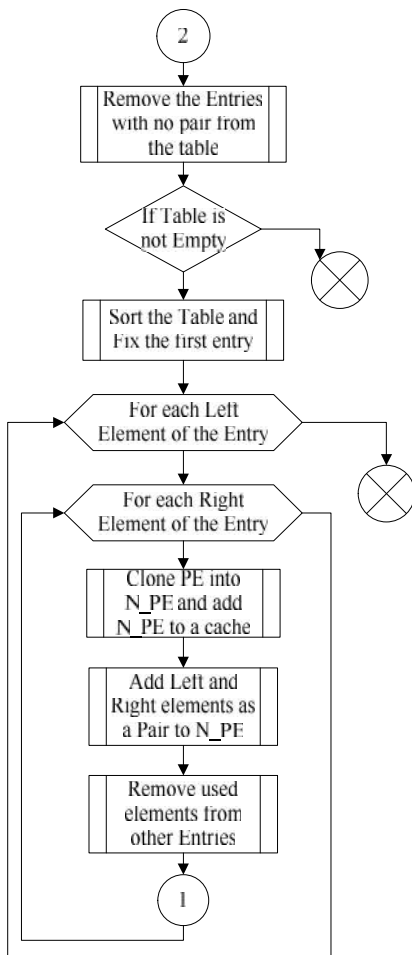 2
Remove the Entries
with no pair from
the table
If Table is
not Empty
Sort the Table and
Fix the first entry
For each Left
Element of the Entry
For each Right
Element of the Entry
Clone PE into
N_PE and add
N_PE to a cache
Add Left and
Right elements as
a Pair to N_PE
Remove used
elements from
other Entries
1